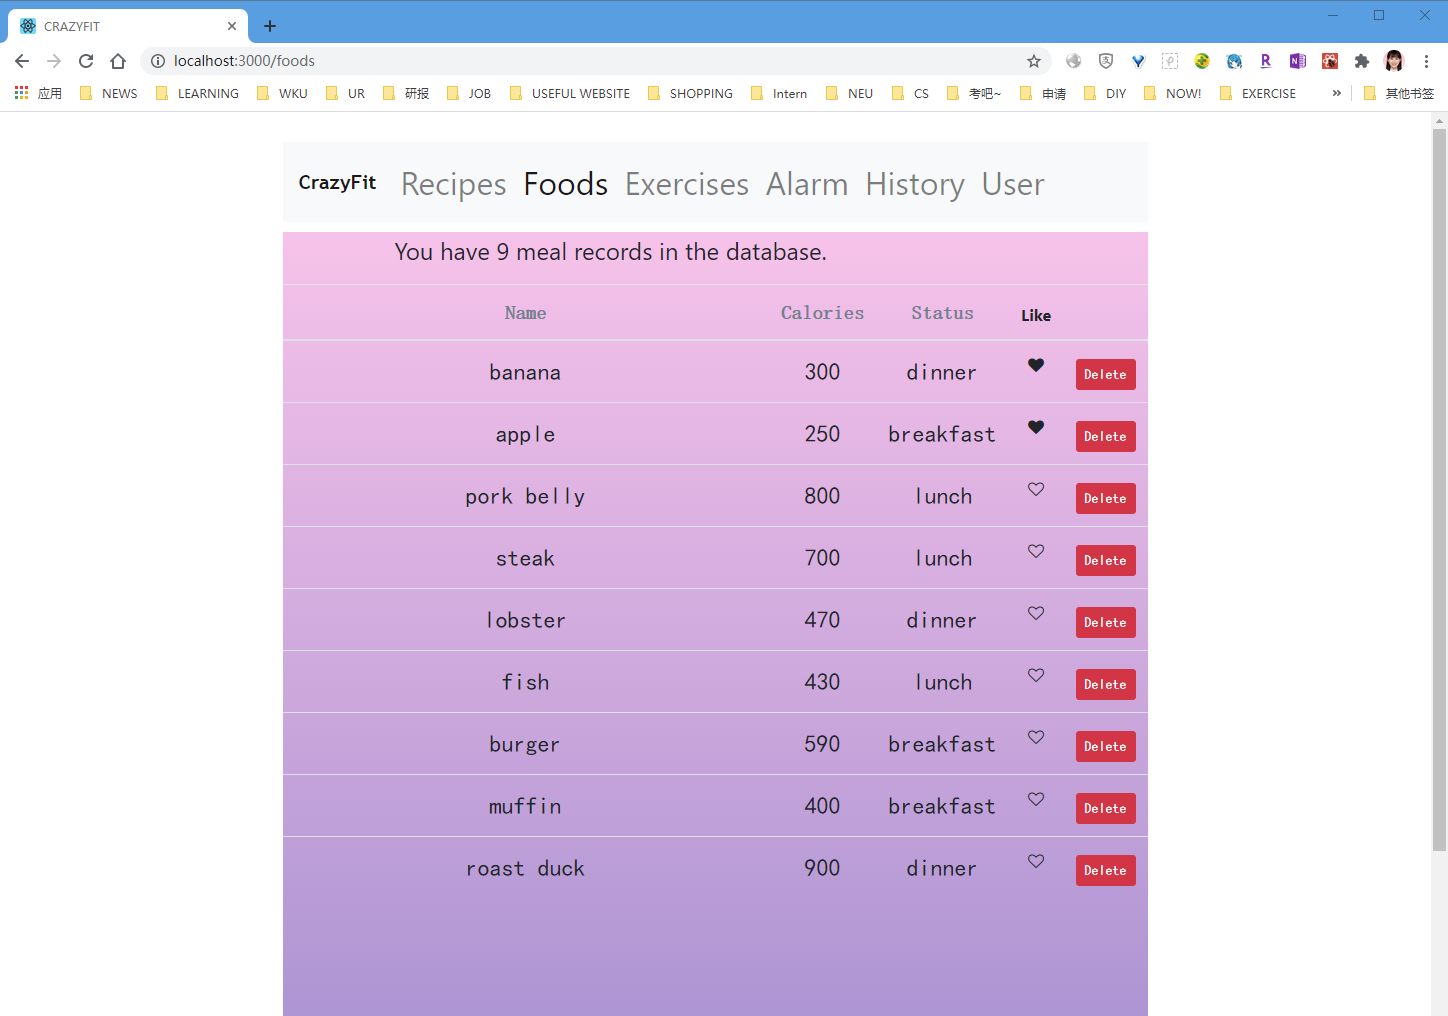 CRAZYFIT
localhost:3000/foods
应用 NEWS LEARNING WKU UR 研报 JOB USEFUL WEBSITE SHOPPING Intern NEU CS 考吧~ 申请 DIY NOW! EXERCISE » 其他书签
CrazyFit Recipes Foods Exercises Alarm History User
You have 9 meal records in the database.
Name Calories Status Like
banana 300 dinner Delete
apple 250 breakfast Delete
pork belly 800 lunch Delete
steak 700 lunch Delete
lobster 470 dinner Delete
fish 430 lunch Delete
burger 590 breakfast Delete
muffin 400 breakfast Delete
roast duck 900 dinner Delete